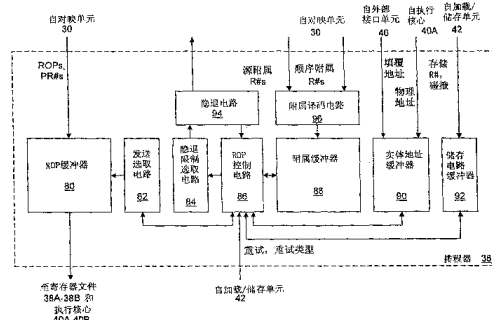 自对映单元
30
自对映单元
30
自外部
接口单元
46
自执行
核心
40A
自加载/
储存单元
42
ROPs,
PR#s
源附属
R#s
顺序附属
R#s
填覆
地址
物理
地址
存储
R#,
碰撞
隐退电路
94
附属译码电路
96
ROP缓冲器
80
发送
选取
电路
82
隐退
限制
选取
电路
84
ROP
控制
电路
86
附属缓冲器
88
实体地址
缓冲器
90
储存
电路缓
冲器
92
重试, 重试类型
排程器 36
至寄存器文件
38A-38B 和
执行核心
40A-40B
自加载/储存单元
42